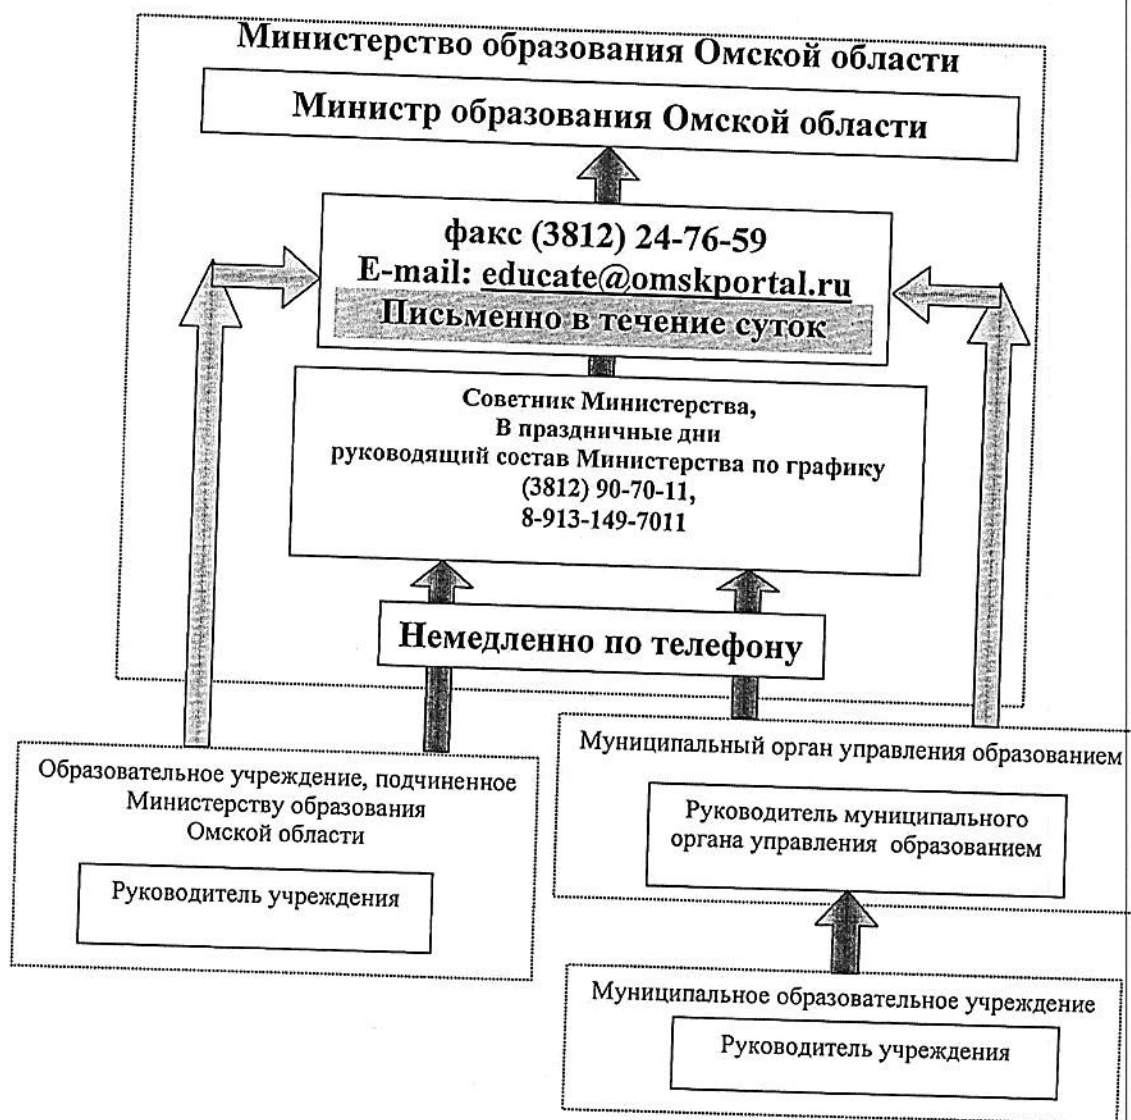 Министерство образования Омской области
Министр образования Омской области
факс (3812) 24-76-59
E-mail: educate@omskportal.ru
Письменно в течение суток
Советник Министерства,
В праздничные дни
руководящий состав Министерства по графику
(3812) 90-70-11,
8-913-149-7011
Немедленно по телефону
Образовательное учреждение, подчиненное
Министерству образования
Омской области
Руководитель учреждения
Муниципальный орган управления образованием
Руководитель муниципального
органа управления образованием
Муниципальное образовательное учреждение
Руководитель учреждения